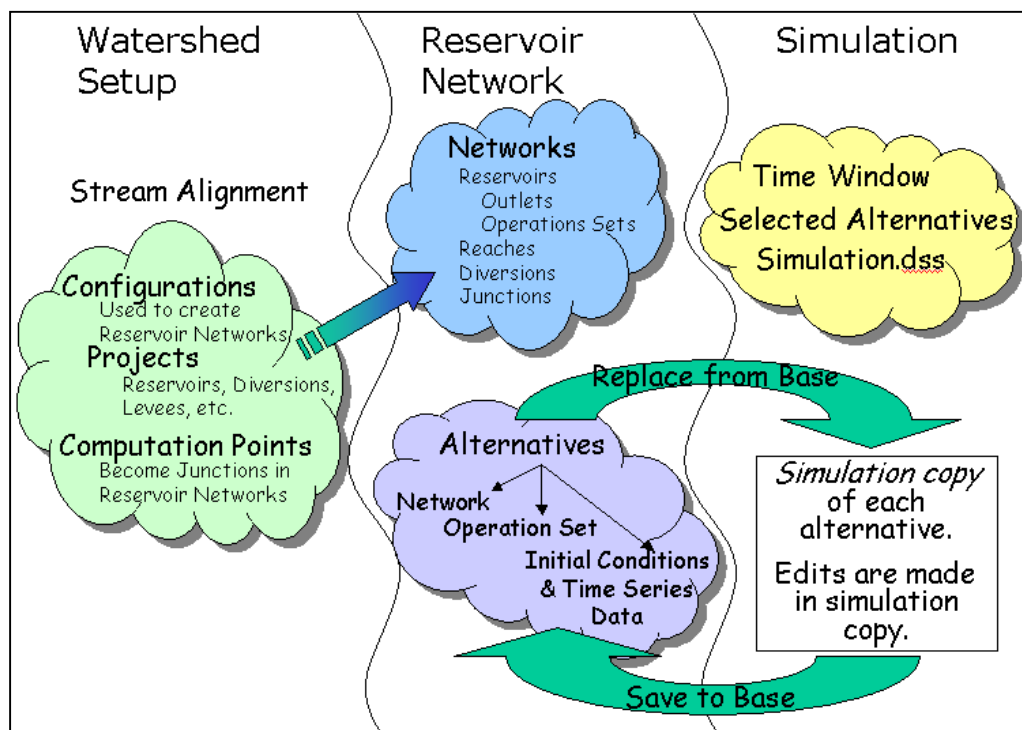 Watershed
Setup
Stream Alignment
Configurations
Used to create
Reservoir Networks
Projects
Reservoirs, Diversions,
Levees, etc.
Computation Points
Become Junctions in
Reservoir Networks
Reservoir
Network
Networks
Reservoirs
Outlets
Operations Sets
Reaches
Diversions
Junctions
Alternatives
Network
Operation Set
Initial Conditions
& Time Series
Data
Simulation
Time Window
Selected Alternatives
Simulation.dss
Replace from Base
Simulation copy
of each
alternative.
Edits are made
in simulation
copy.
Save to Base